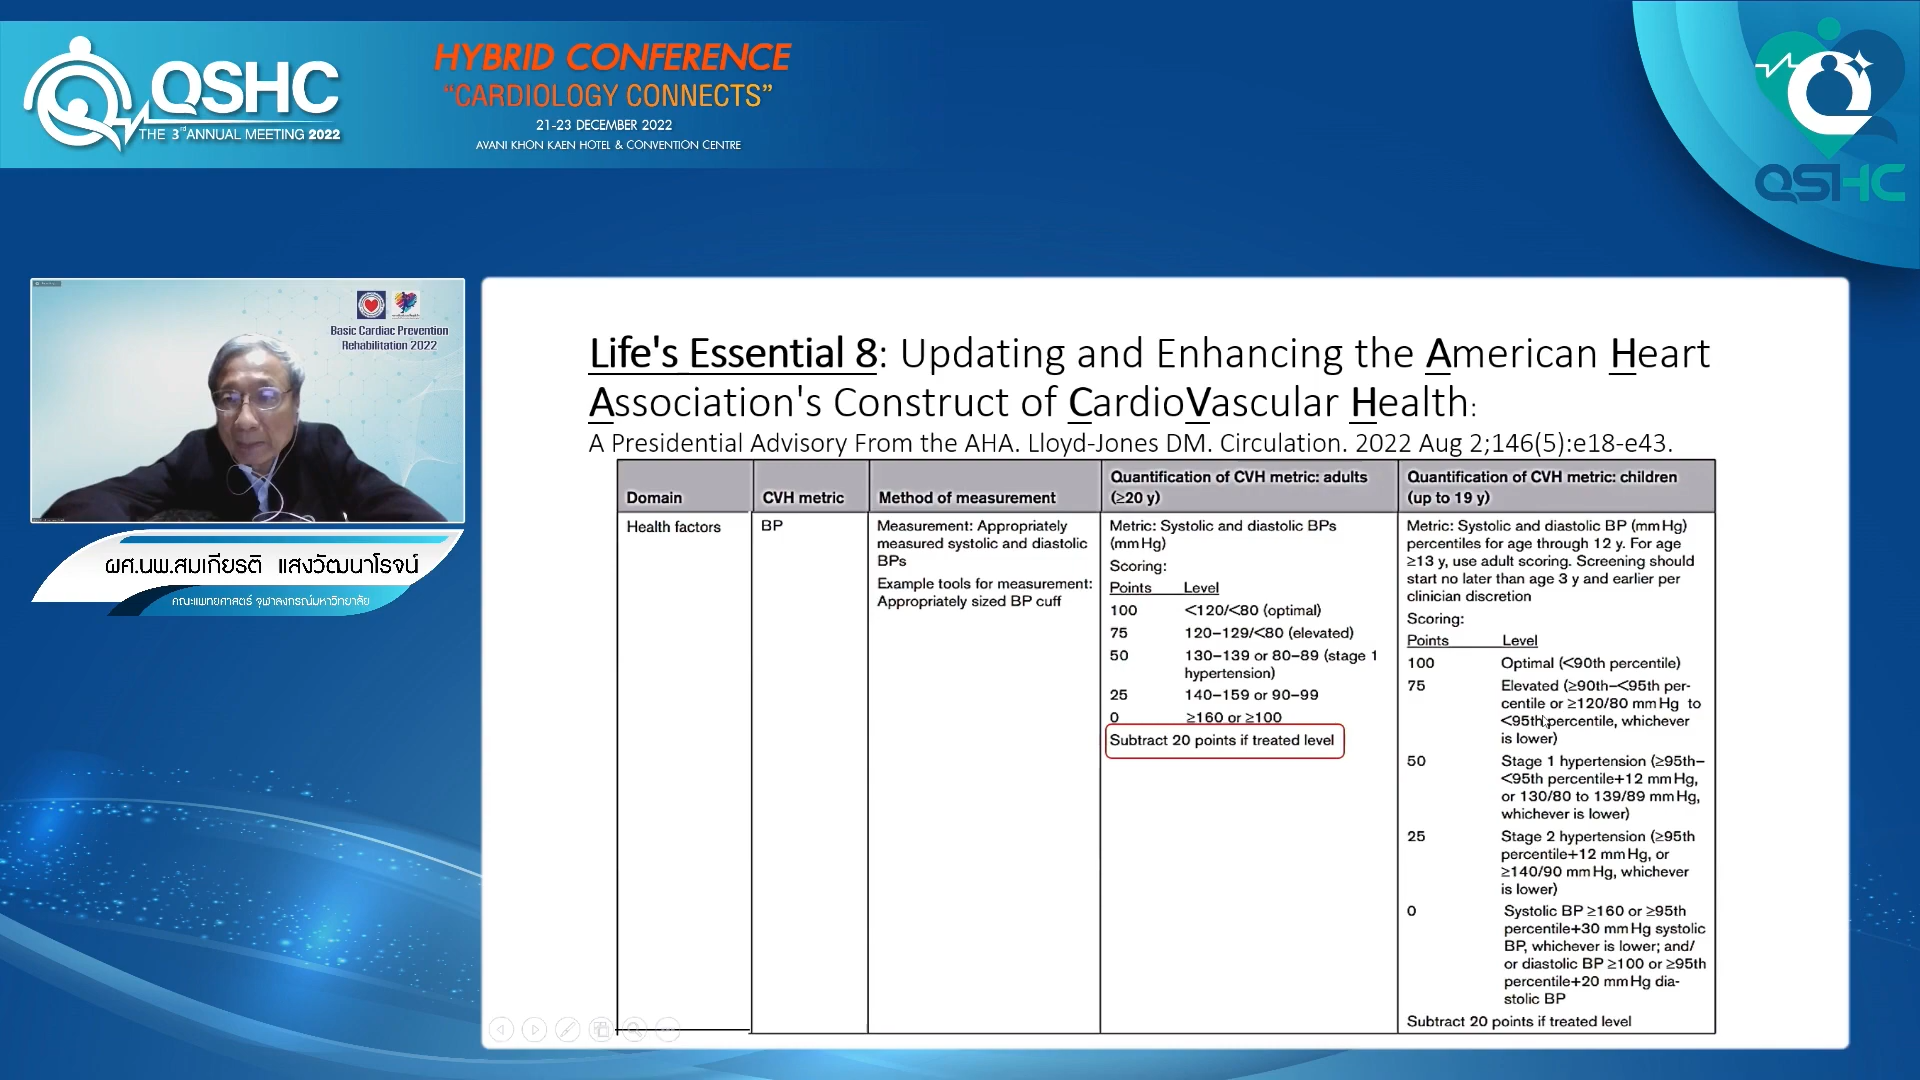 QSHC
THE 3rd ANNUAL MEETING 2022
HYBRID CONFERENCE
"CARDIOLOGY CONNECTS"
21-23 DECEMBER 2022
AVANI KHON KAEN HOTEL & CONVENTION CENTRE
QSHC
Basic Cardiac Prevention
Rehabilitation 2022
ผศ.นพ.สมเกียรติ แสงวัฒนาโรจน์
คณะแพทยศาสตร์ จุฬาลงกรณ์มหาวิทยาลัย
Life's Essential 8: Updating and Enhancing the American Heart
Association's Construct of CardioVascular Health:
A Presidential Advisory From the AHA. Lloyd-Jones DM. Circulation. 2022 Aug 2;146(5):e18-e43.
Domain
CVH metric
Method of measurement
Quantification of CVH metric: adults
(≥20 y)
Quantification of CVH metric: children
(up to 19 y)
Health factors
BP
Measurement: Appropriately
measured systolic and diastolic
BPs
Example tools for measurement:
Appropriately sized BP cuff
Metric: Systolic and diastolic BPs
(mm Hg)
Scoring:
Points Level
100 <120/<80 (optimal)
75 120–129/<80 (elevated)
50 130–139 or 80–89 (stage 1
hypertension)
25 140–159 or 90–99
0 ≥160 or ≥100
Subtract 20 points if treated level
Metric: Systolic and diastolic BP (mm Hg)
percentiles for age through 12 y. For age
≥13 y, use adult scoring. Screening should
start no later than age 3 y and earlier per
clinician discretion
Scoring:
Points Level
100 Optimal (<90th percentile)
75 Elevated (≥90th–<95th per-
centile or ≥120/80 mm Hg to
<95th percentile, whichever
is lower)
50 Stage 1 hypertension (≥95th–
<95th percentile+12 mm Hg,
or 130/80 to 139/89 mm Hg,
whichever is lower)
25 Stage 2 hypertension (≥95th
percentile+12 mm Hg, or
≥140/90 mm Hg, whichever
is lower)
0 Systolic BP ≥160 or ≥95th
percentile+30 mm Hg systolic
BP, whichever is lower; and/
or diastolic BP ≥100 or ≥95th
percentile+20 mm Hg dia-
stolic BP
Subtract 20 points if treated level